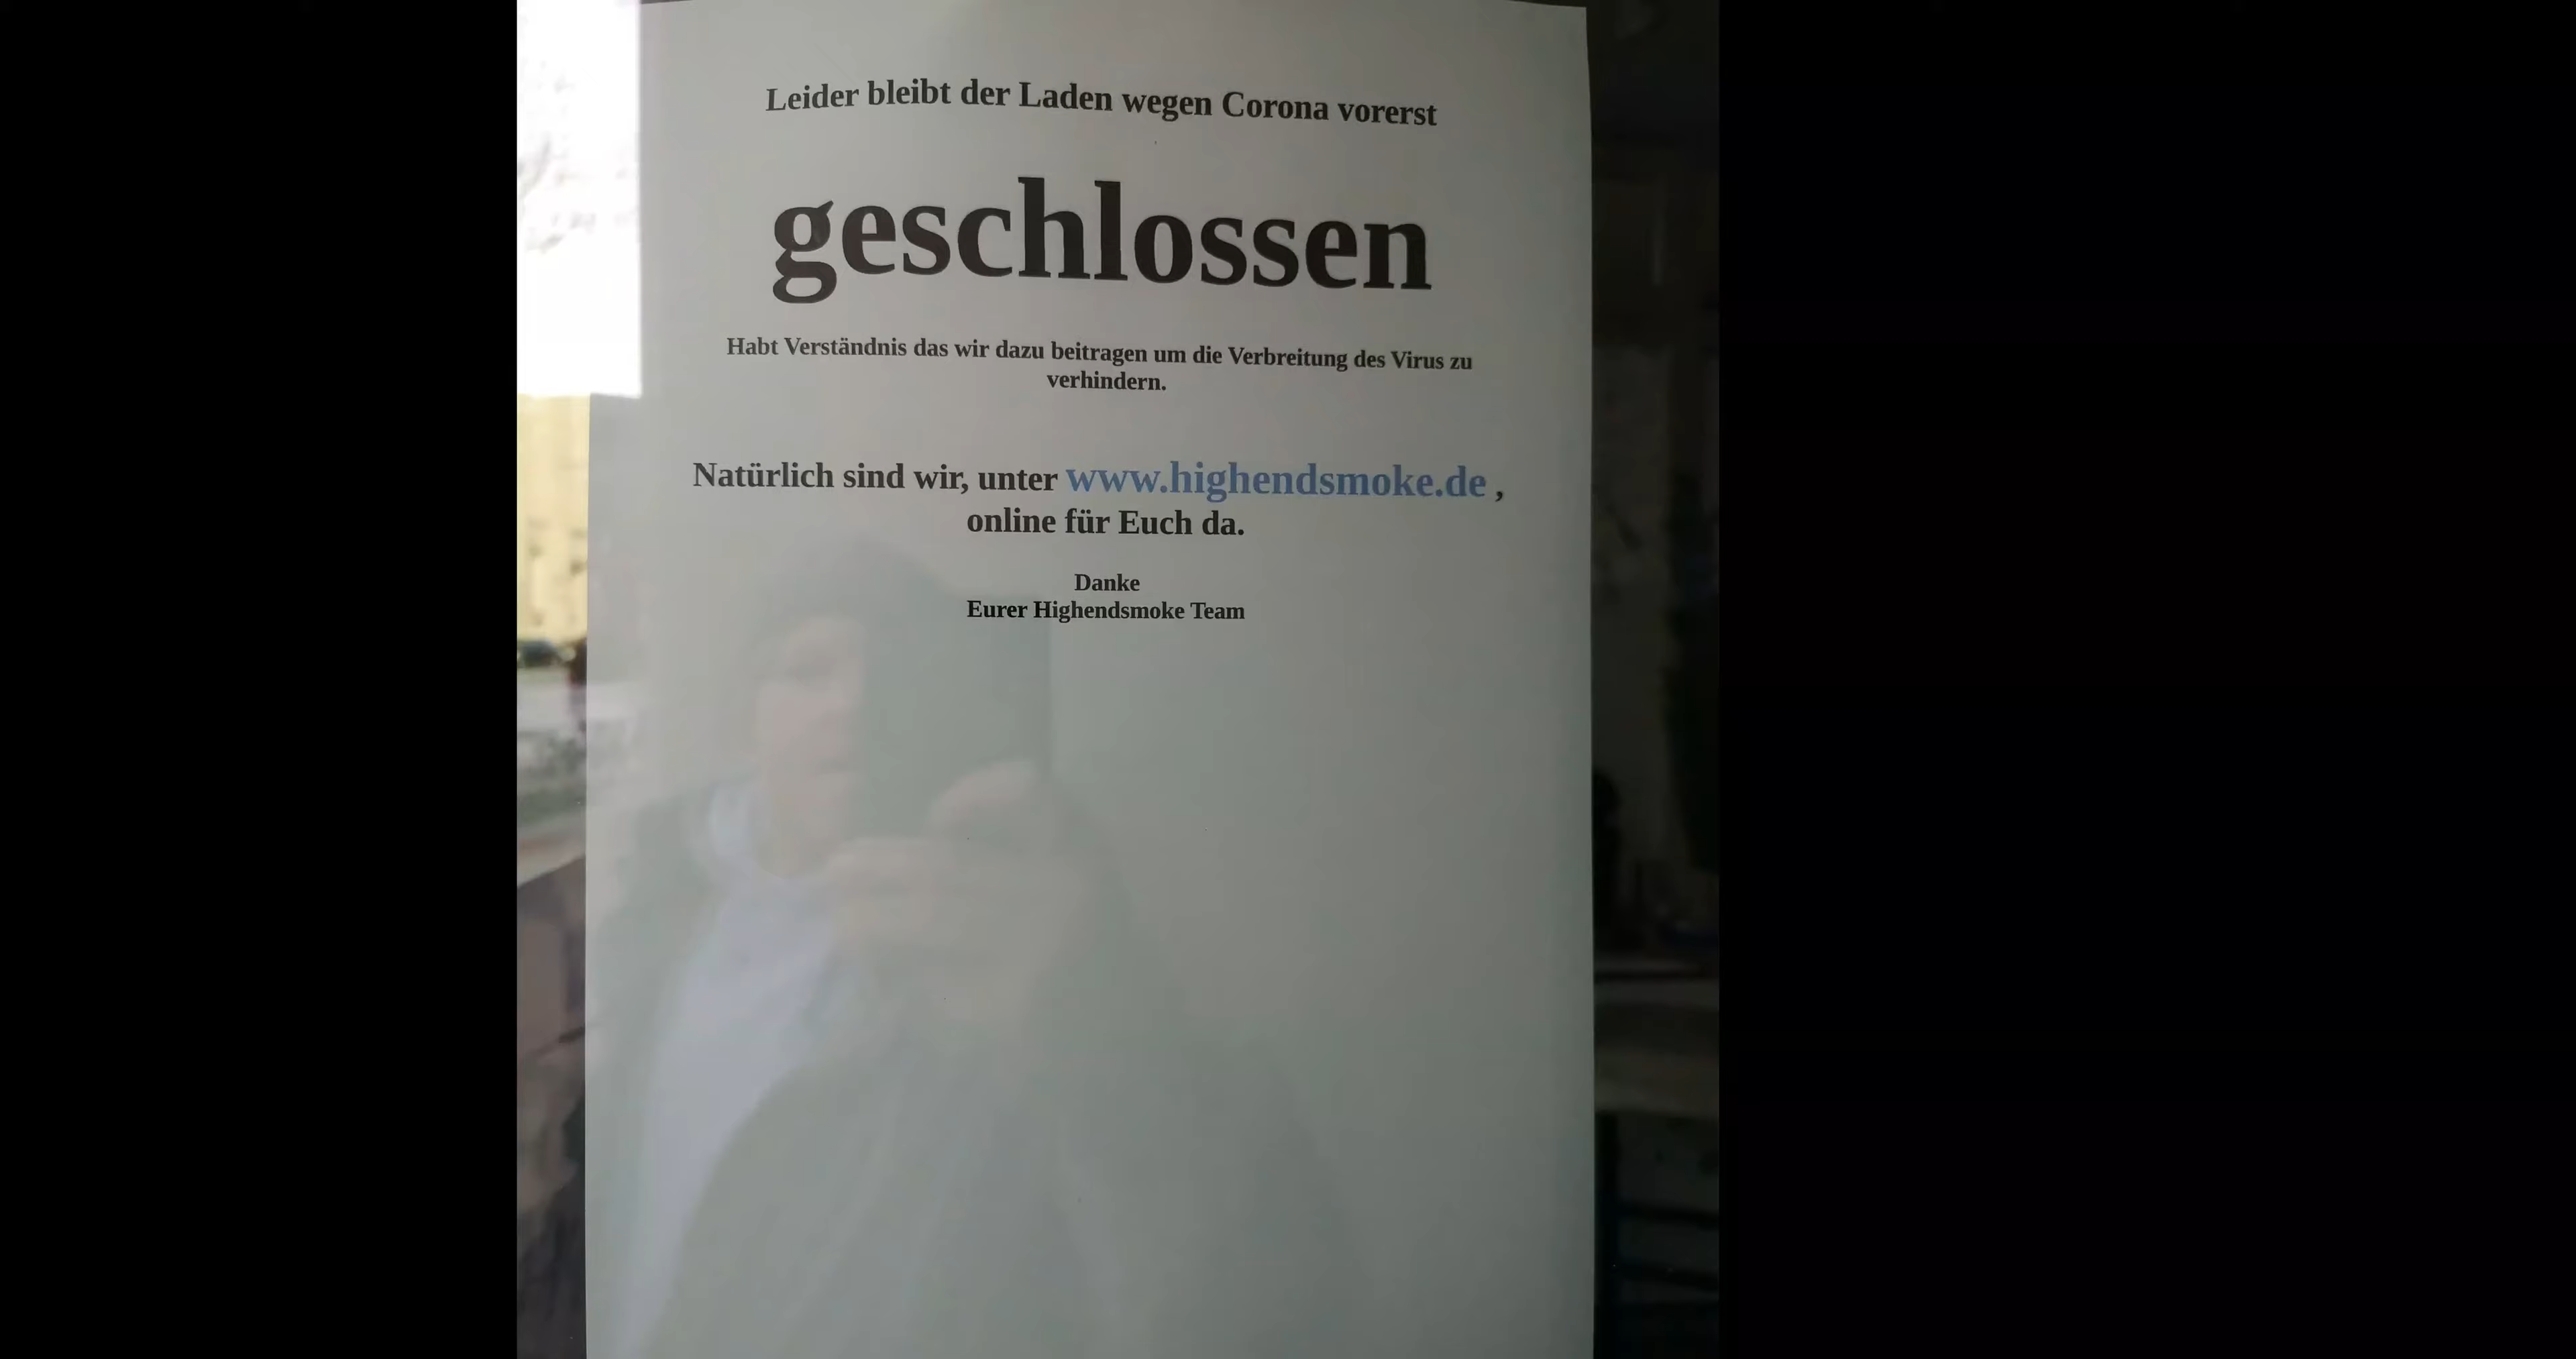 Leider bleibt der Laden wegen Corona vorerst
geschlossen
Habt Verständnis das wir dazu beitragen um die Verbreitung des Virus zu
verhindern.
Natürlich sind wir, unter www.highendsmoke.de ,
online für Euch da.
Danke
Eurer Highendsmoke Team